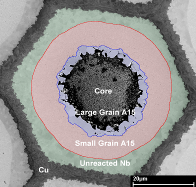 Core
Large Grain A15
Small Grain A15
Unreacted Nb
Cu
20µm